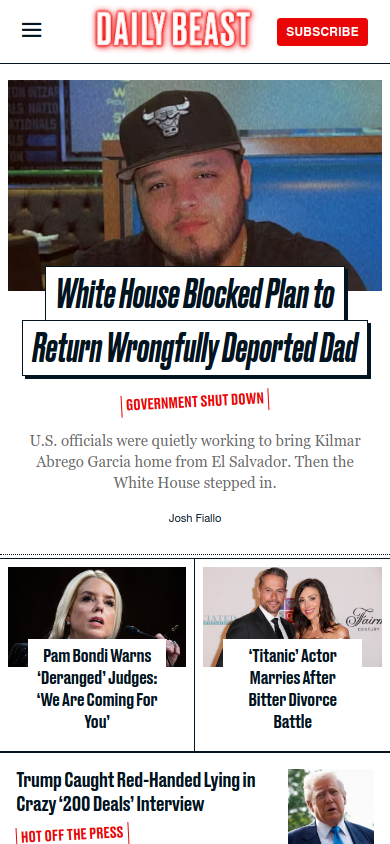 DAILY BEAST
SUBSCRIBE
White House Blocked Plan to
Return Wrongfully Deported Dad
GOVERNMENT SHUT DOWN
U.S. officials were quietly working to bring Kilmar
Abrego Garcia home from El Salvador. Then the
White House stepped in.
Josh Fiallo
Pam Bondi Warns
‘Deranged’ Judges:
‘We Are Coming For
You’
‘Titanic’ Actor
Marries After
Bitter Divorce
Battle
Trump Caught Red-Handed Lying in
Crazy ‘200 Deals’ Interview
HOT OFF THE PRESS